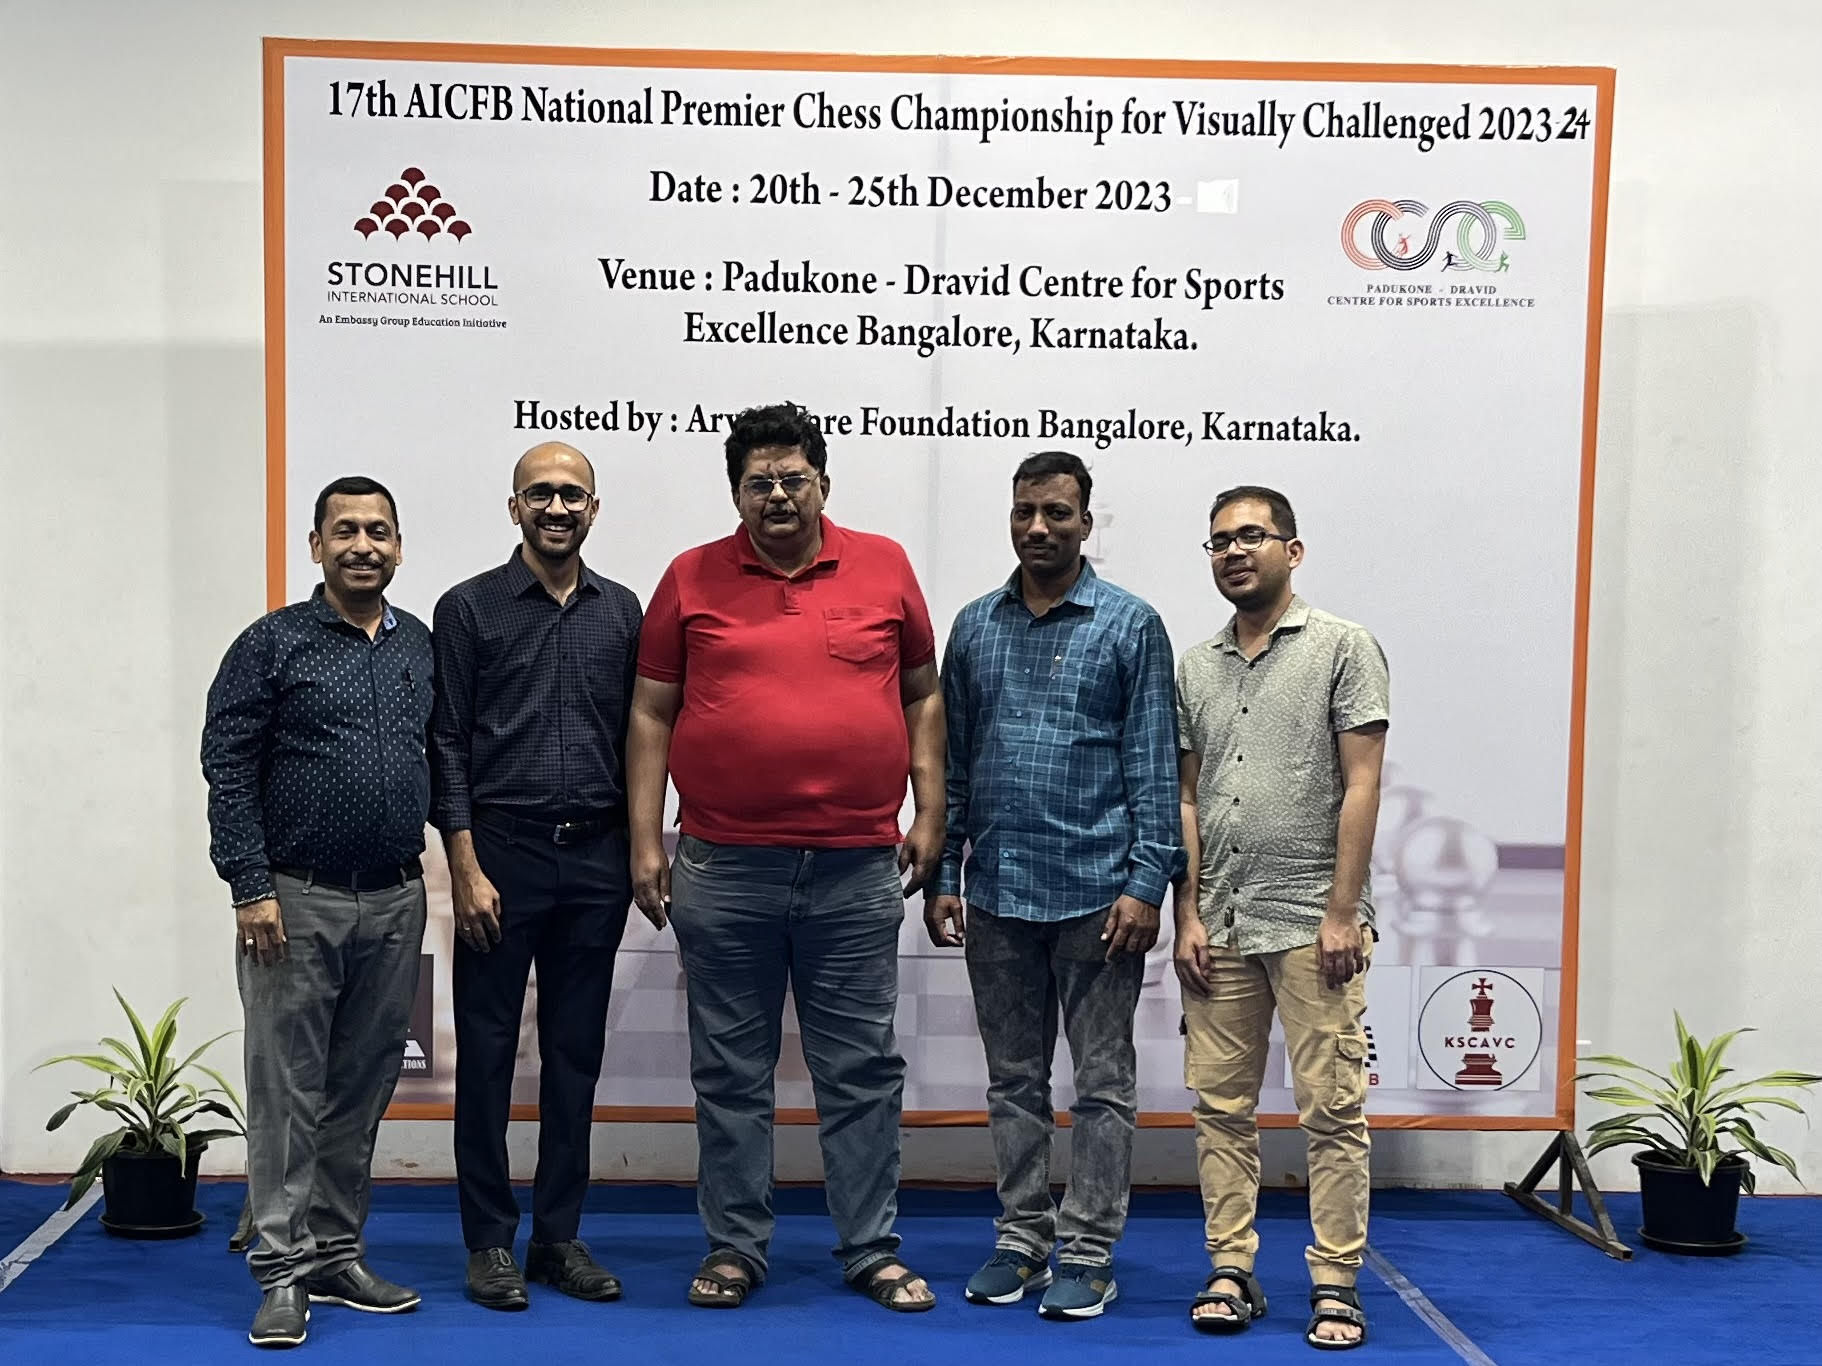 17th AICFB National Premier Chess Championship for Visually Challenged 2023-24
Date : 20th - 25th December 2023 -
STONEHILL
INTERNATIONAL SCHOOL
An Embassy Group Education Initiative
Venue : Padukone - Dravid Centre for Sports
Excellence Bangalore, Karnataka.
CSE
PADUKONE - DRAVID
CENTRE FOR SPORTS EXCELLENCE
Hosted by : Foundation Bangalore, Karnataka.
KSCAVC